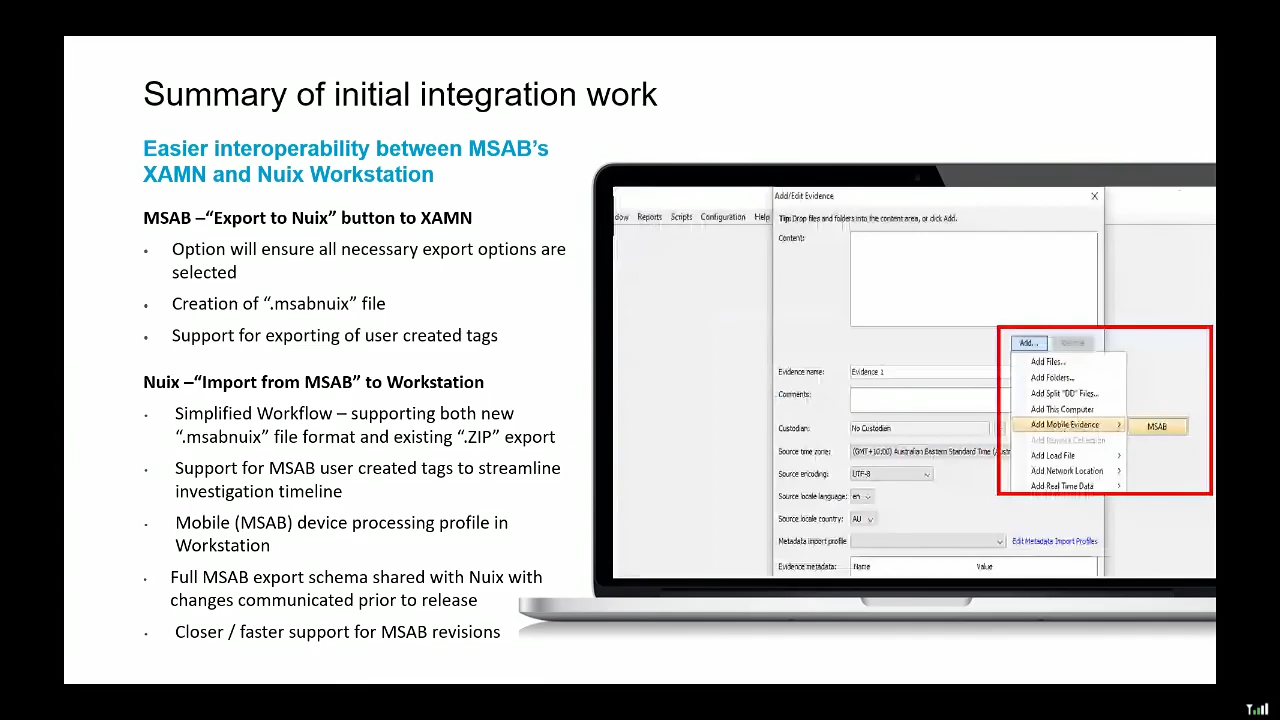 Summary of initial integration work
Easier interoperability between MSAB's
XAMN and Nuix Workstation
MSAB –“Export to Nuix” button to XAMN
• Option will ensure all necessary export options are
selected
• Creation of “.msabnuix” file
• Support for exporting of user created tags
Nuix –“Import from MSAB” to Workstation
• Simplified Workflow – supporting both new
“.msabnuix” file format and existing “.ZIP” export
• Support for MSAB user created tags to streamline
investigation timeline
• Mobile (MSAB) device processing profile in
Workstation
• Full MSAB export schema shared with Nuix with
changes communicated prior to release
• Closer / faster support for MSAB revisions
Add/Edit Evidence
dow Reports Scripts Configuration Help
Tip: Drop files and folders into the content area, or click Add.
Content:
Add...
Evidence name: Evidence 1
Comments:
Custodian: No Custodian
Source time zone: (GMT+10:00) Australian Eastern Standard Time (Austr
Source encoding: UTF-8
Source locale language: en
Source locale country: AU
Metadata import profile Edit Metadata Import Profiles
Evidence metadata: Name Value
Add Files...
Add Folders...
Add Split "DD" Files...
Add This Computer
Add Mobile Evidence MSAB
Add Load File
Add Network Location
Add Real Time Data